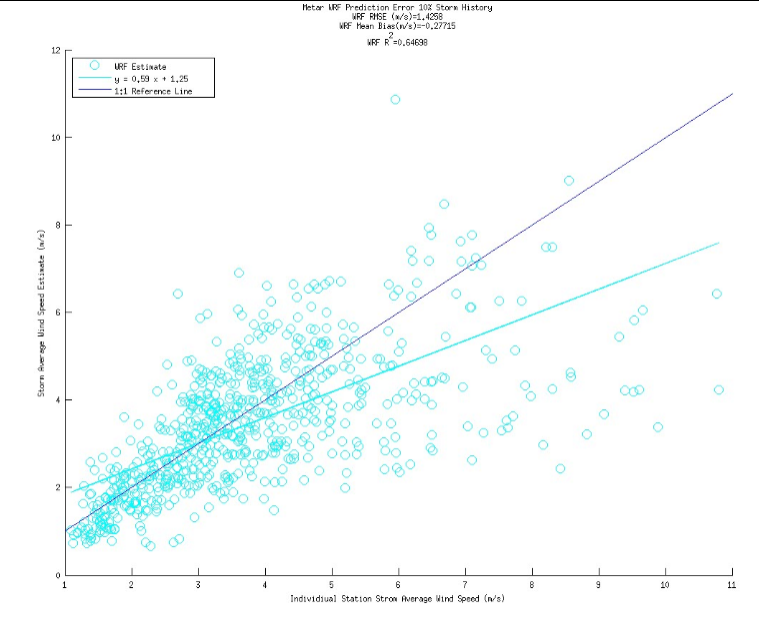 Metar WRF Prediction Error 10% Storm History
WRF RMSE (m/s)=1.4258
WRF Mean Bias(m/s)=-0.27715
WRF R²=0.64698
12
10
8
6
4
2
0
Storm Average Wind Speed Estimate (m/s)
WRF Estimate
y = 0.59 x + 1.25
1:1 Reference Line
1 2 3 4 5 6 7 8 9 10 11
Individiual Station Strom Average Wind Speed (m/s)